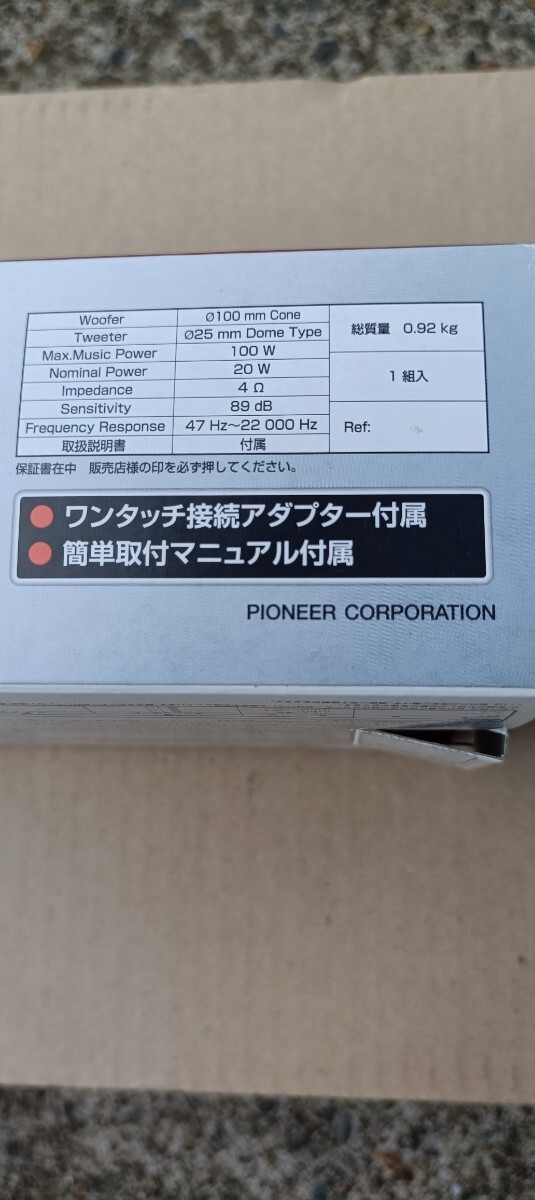 Woofer Ø100 mm Cone
Tweeter Ø25 mm Dome Type
Max.Music Power 100 W
Nominal Power 20 W
Impedance 4 Ω
Sensitivity 89 dB
Frequency Response 47 Hz～22 000 Hz
取扱説明書 付属
総質量 0.92 kg
1 組入
Ref:
保証書在中 販売店様の印を必ず押してください。
● ワンタッチ接続アダプター付属
● 簡単取付マニュアル付属
PIONEER CORPORATION